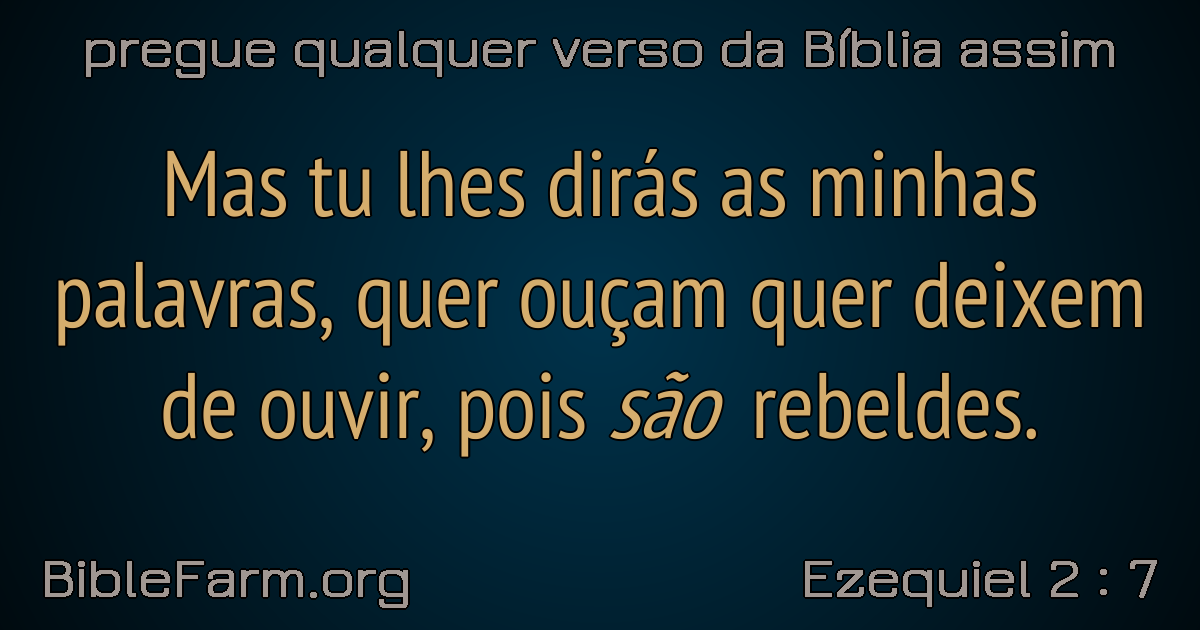 pregue qualquer verso da Bíblia assim
Mas tu lhes dirás as minhas
palavras, quer ouçam quer deixem
de ouvir, pois são rebeldes.
BibleFarm.org
Ezequiel 2 : 7